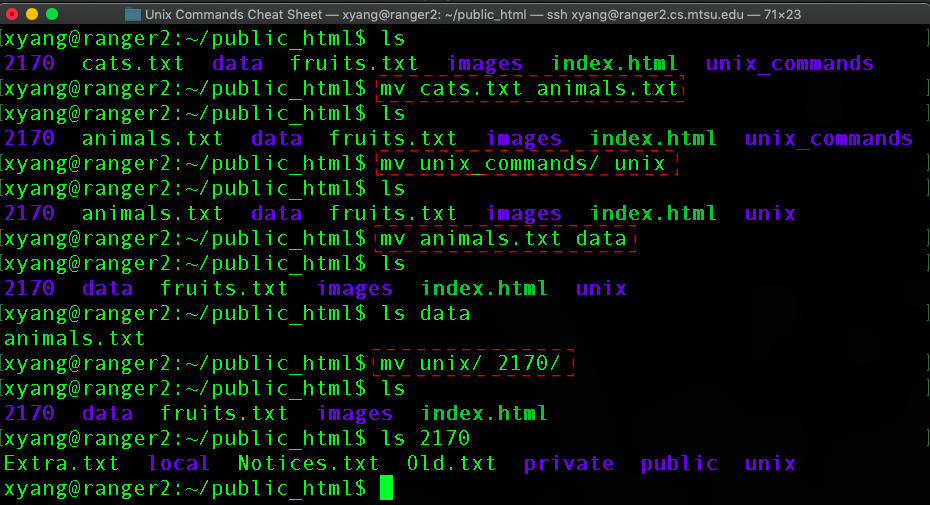 Unix Commands Cheat Sheet — xyang@ranger2: ~/public_html — ssh xyang@ranger2.cs.mtsu.edu — 71×23
[xyang@ranger2:~/public_html$ ls
2170  cats.txt  data  fruits.txt  images  index.html  unix_commands
[xyang@ranger2:~/public_html$ mv cats.txt animals.txt
[xyang@ranger2:~/public_html$ ls
2170  animals.txt  data  fruits.txt  images  index.html  unix_commands
[xyang@ranger2:~/public_html$ mv unix_commands/ unix
[xyang@ranger2:~/public_html$ ls
2170  animals.txt  data  fruits.txt  images  index.html  unix
[xyang@ranger2:~/public_html$ mv animals.txt data
[xyang@ranger2:~/public_html$ ls
2170  data  fruits.txt  images  index.html  unix
[xyang@ranger2:~/public_html$ ls data
animals.txt
[xyang@ranger2:~/public_html$ mv unix/ 2170/
[xyang@ranger2:~/public_html$ ls
2170  data  fruits.txt  images  index.html
[xyang@ranger2:~/public_html$ ls 2170
Extra.txt  local  Notices.txt  Old.txt  private  public  unix
xyang@ranger2:~/public_html$